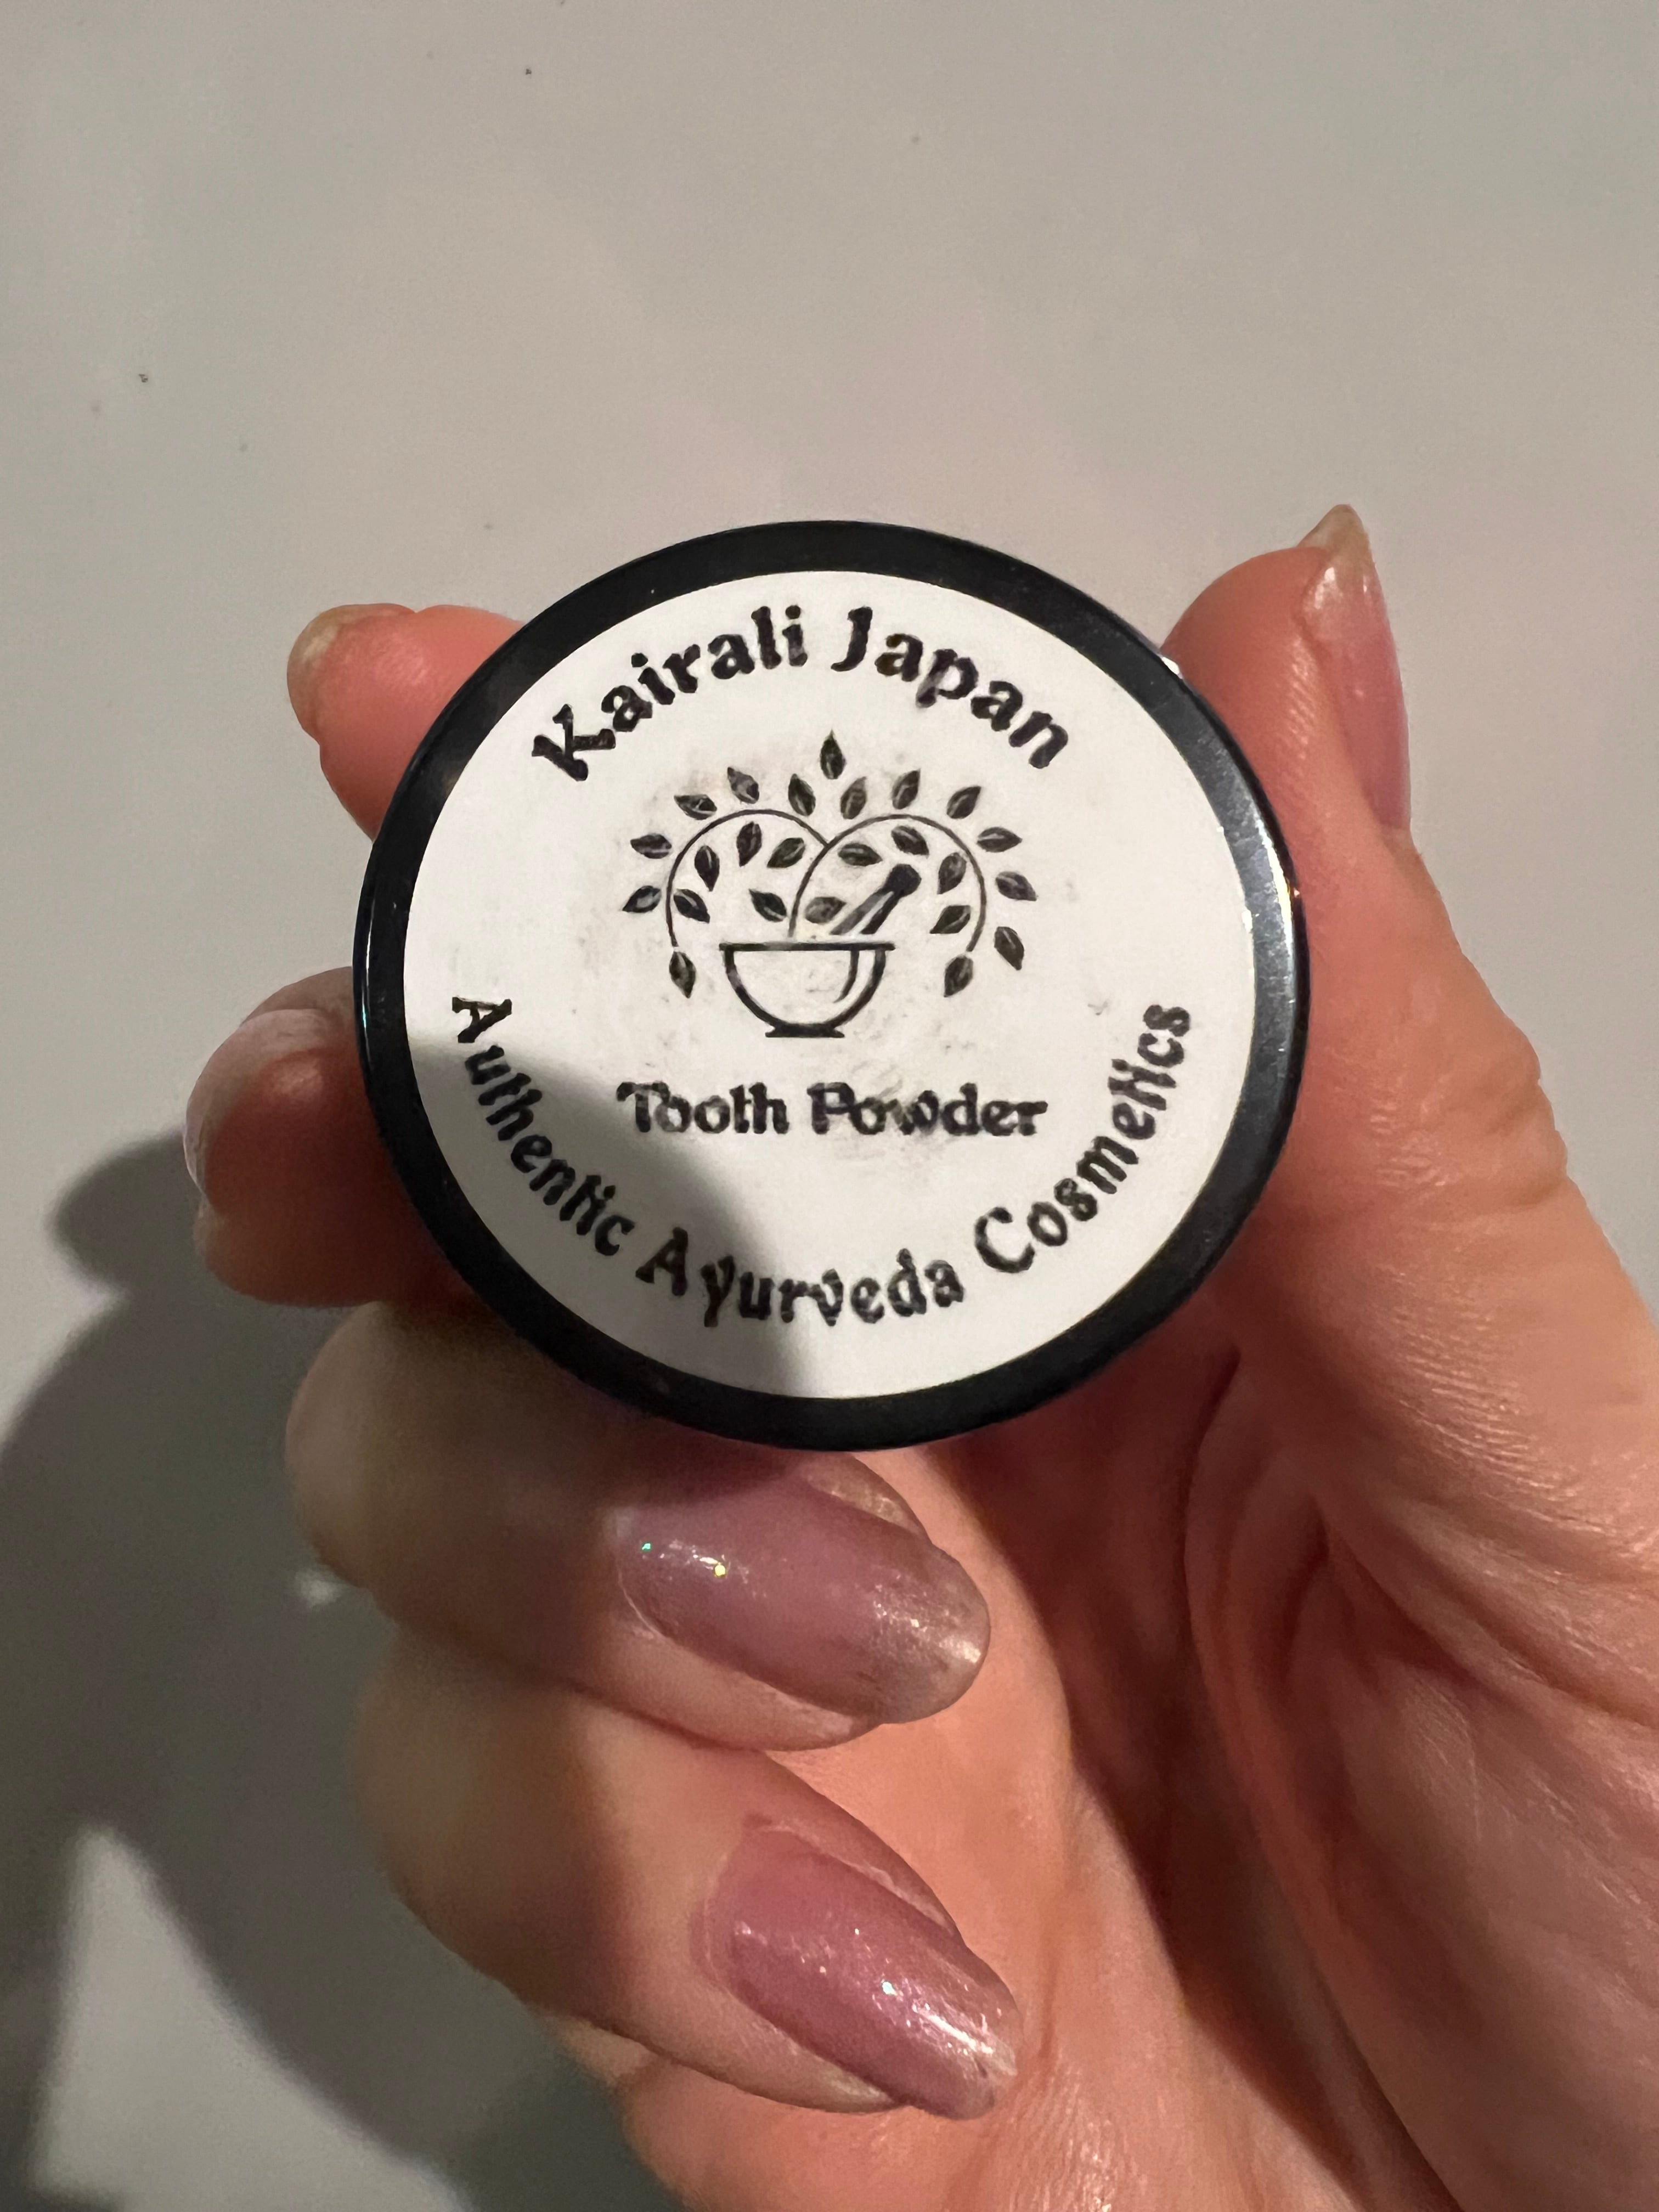 Kairali Japan
Tooth Powder
Authentic Ayurveda Cosmetics